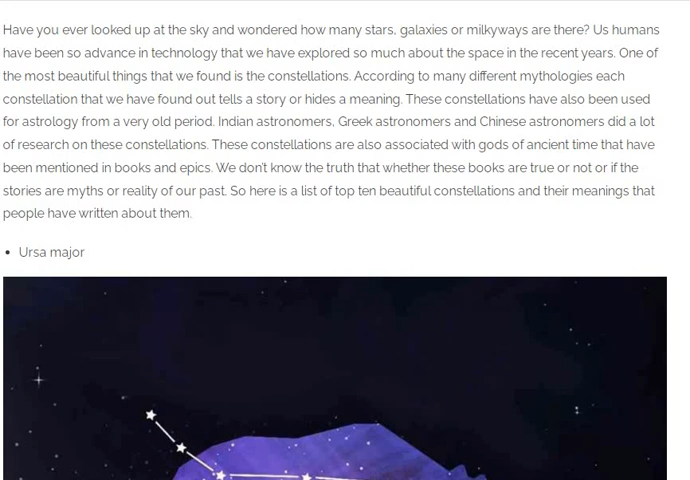 Have you ever looked up at the sky and wondered how many stars, galaxies or milkyways are there? Us humans
have been so advance in technology that we have explored so much about the space in the recent years. One of
the most beautiful things that we found is the constellations. According to many different mythologies each
constellation that we have found out tells a story or hides a meaning. These constellations have also been used
for astrology from a very old period. Indian astronomers, Greek astronomers and Chinese astronomers did a lot
of research on these constellations. These constellations are also associated with gods of ancient time that have
been mentioned in books and epics. We don't know the truth that whether these books are true or not or if the
stories are myths or reality of our past. So here is a list of top ten beautiful constellations and their meanings that
people have written about them.
• Ursa major